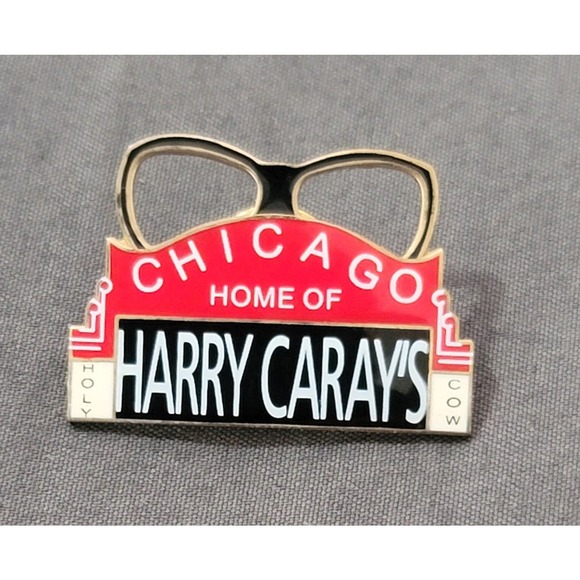 CHICAGO
HOME OF
HARRY CARAY'S
HOLY
COW